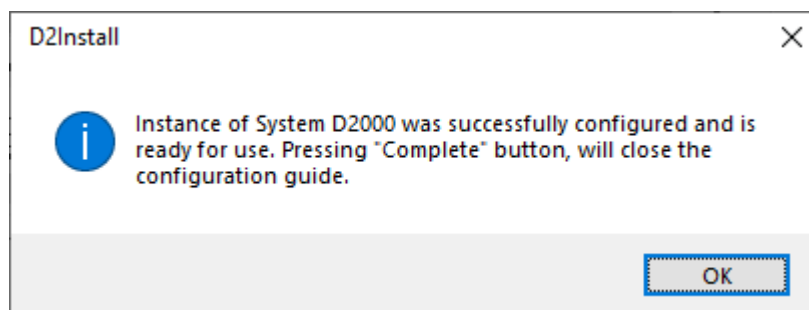 D2Install
Instance of System D2000 was successfully configured and is
ready for use. Pressing "Complete" button, will close the
configuration guide.
OK